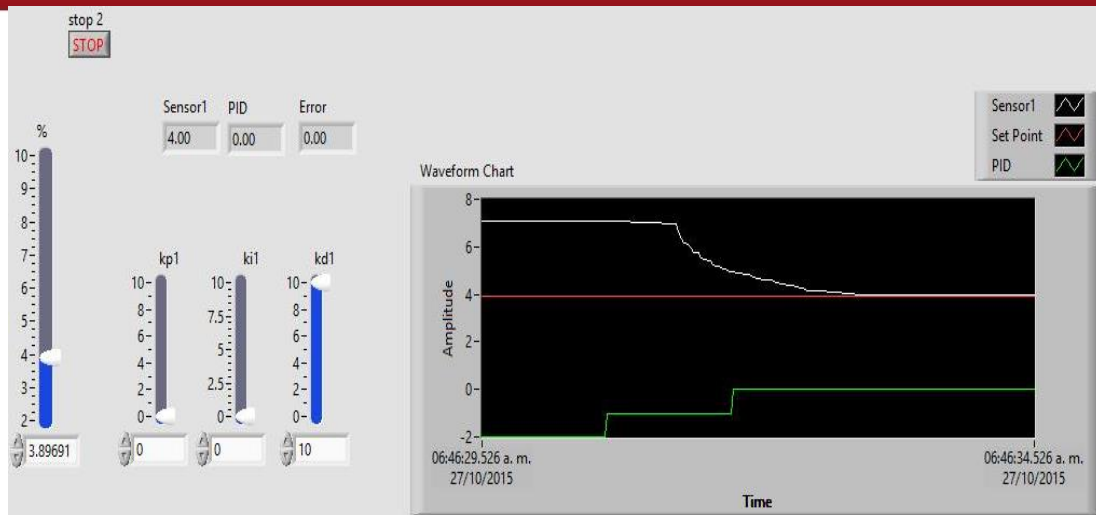 stop 2
STOP
Sensor1 PID Error
4.00 0.00 0.00
%
10
9
8
7
6
5
4
3
2
3.89691
kp1
10
8
6
4
2
0
0
ki1
10
7.5
5
2.5
0
0
kd1
10
8
6
4
2
0
10
Sensor1
Set Point
PID
Waveform Chart
Amplitude
8
6
4
2
0
-2
06:46:29.526 a. m.
27/10/2015
06:46:34.526 a. m.
27/10/2015
Time